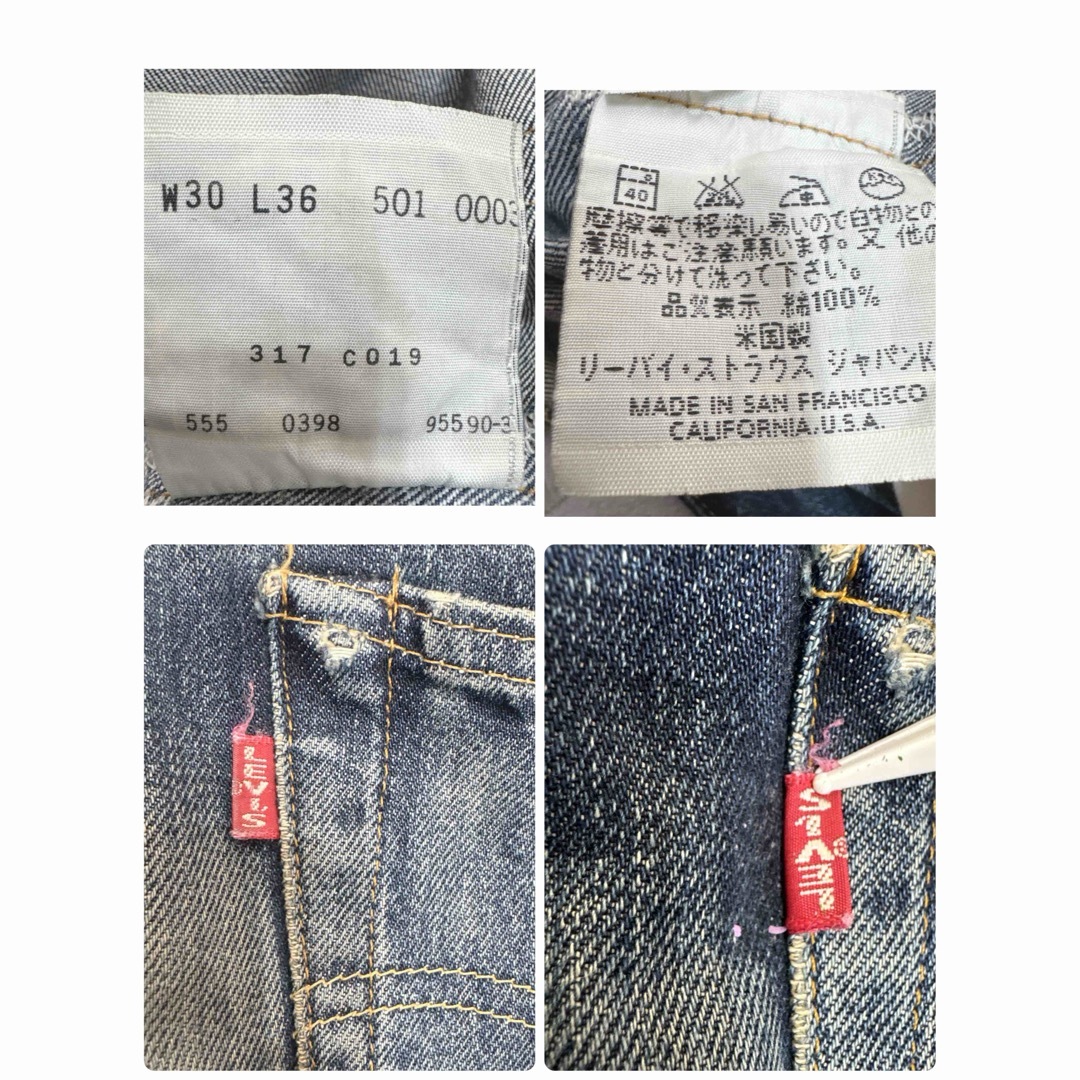 W30 L36 501 0003
317 C019
555 0398 95590-3
40
摩擦等で移染し易いので白物との
着用はご注意願います。又 他の
物と分けて洗って下さい。
品質表示 綿100%
米国製
リーバイ・ストラウス ジャパンK
MADE IN SAN FRANCISCO
CALIFORNIA.U.S.A.
LEVI'S
LEVI'S